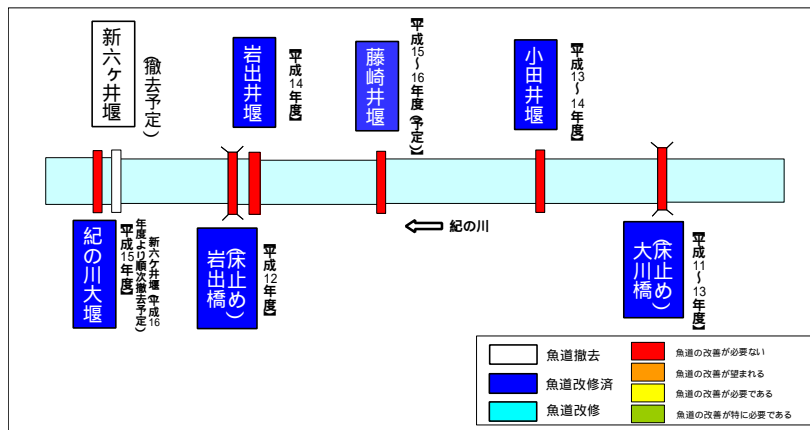 新六ヶ井堰
(撤去予定)
岩出井堰
【平成14年度】
藤崎井堰
【平成15～16年度(予定)】
小田井堰
【平成13～14年度】
紀の川
紀の川大堰
【平成15年度】
新六ケ井堰(平成16
年度より順次撤去予定)
岩出橋
(床止め)
【平成12年度】
大川橋
(床止め)
【平成11～13年度】
魚道撤去
魚道改修済
魚道改修
魚道の改善が必要ない
魚道の改善が望まれる
魚道の改善が必要である
魚道の改善が特に必要である